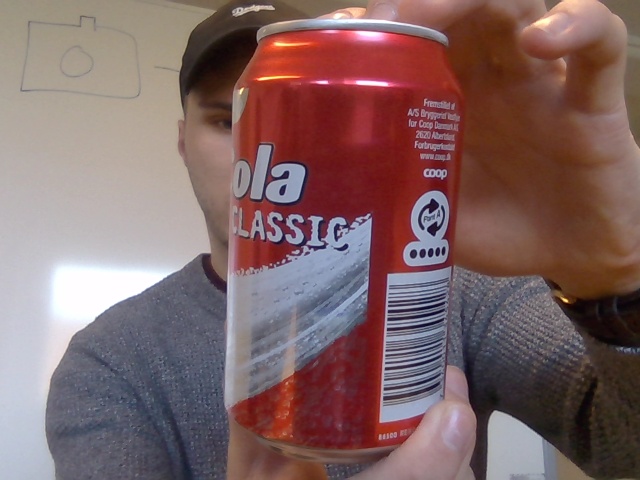 ola
CLASSIC
Fremstillet af
A/S Bryggeriet Vestfyen
for Coop Danmark A/S
2620 Albertslund
Forbrugerkontakt
www.coop.dk
coop
Pant A